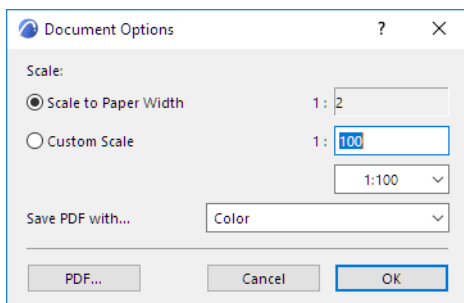 Document Options ?
Scale:
Scale to Paper Width 1 : 2
Custom Scale 1 : 100
1:100
Save PDF with... Color
PDF... Cancel OK